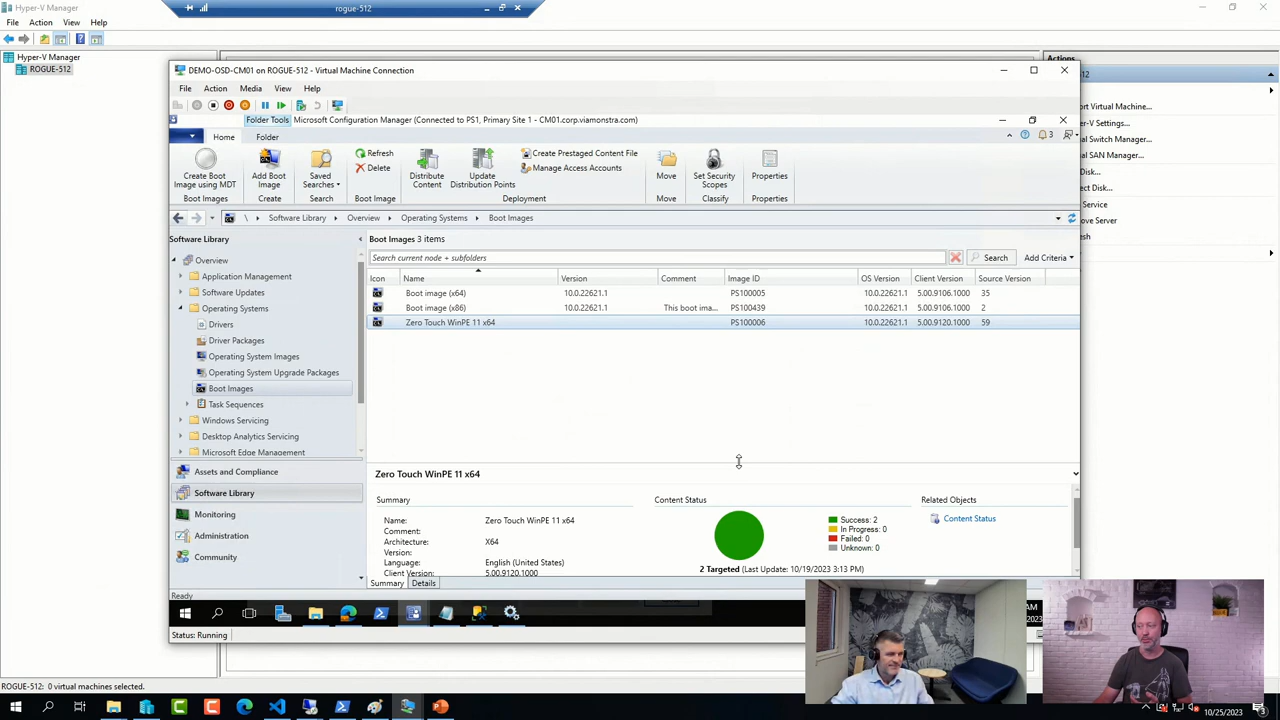 Hyper-V Manager
rogue-512
File Action View Help
Hyper-V Manager
ROGUE-512
Actions
DEMO-OSD-CM01 on ROGUE-512 - Virtual Machine Connection
File Action Media View Help
Folder Tools Microsoft Configuration Manager (Connected to PS1, Primary Site 1 - CM01.corp.viamonstra.com)
Home Folder
3
Create Boot Image using MDT
Add Boot Image
Saved Searches
Refresh
Delete
Distribute Content
Update Distribution Points
Create Prestaged Content File
Manage Access Accounts
Move
Set Security Scopes
Properties
Boot Images Create Search Boot Image Deployment Move Classify Properties
\ Software Library Overview Operating Systems Boot Images
Software Library
Overview
Application Management
Software Updates
Operating Systems
Drivers
Driver Packages
Operating System Images
Operating System Upgrade Packages
Boot Images
Task Sequences
Windows Servicing
Desktop Analytics Servicing
Microsoft Edge Management
Assets and Compliance
Software Library
Monitoring
Administration
Community
Boot Images 3 items
Search current node + subfolders Search Add Criteria
Icon Name Version Comment Image ID OS Version Client Version Source Version
Boot image (x64) 10.0.22621.1 PS100005 10.0.22621.1 5.00.9106.1000 35
Boot image (x86) 10.0.22621.1 This boot ima... PS100439 10.0.22621.1 5.00.9106.1000 2
Zero Touch WinPE 11 x64 PS100006 10.0.22621.1 5.00.9120.1000 59
Zero Touch WinPE 11 x64
Summary
Name: Zero Touch WinPE 11 x64
Comment:
Architecture: X64
Version:
Language: English (United States)
Client Version: 5.00.9120.1000
Content Status
Success: 2
In Progress: 0
Failed: 0
Unknown: 0
2 Targeted (Last Update: 10/19/2023 3:13 PM)
Related Objects
Content Status
Summary Details
Ready
Status: Running
512
ort Virtual Machine...
er-V Settings...
ual Switch Manager...
ual SAN Manager...
Disk...
ect Disk...
Service
ove Server
esh
AM
2023
ROGUE-512: 0 virtual machines selected.
10/25/2023
3